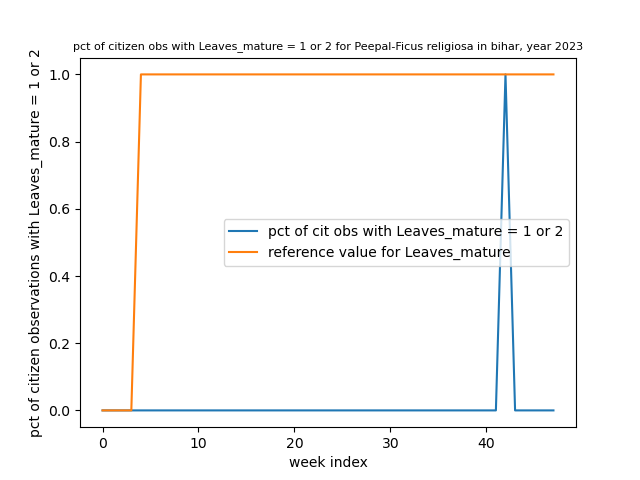 pct of citizen obs with Leaves_mature = 1 or 2 for Peepal-Ficus religiosa in bihar, year 2023
pct of citizen observations with Leaves_mature = 1 or 2
1.0
0.8
0.6
0.4
0.2
0.0
pct of cit obs with Leaves_mature = 1 or 2
reference value for Leaves_mature
0 10 20 30 40
week index